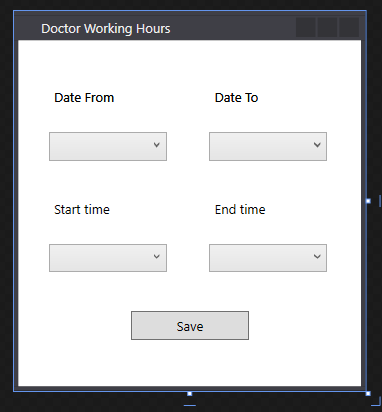 Doctor Working Hours
Date From Date To
Start time End time
Save